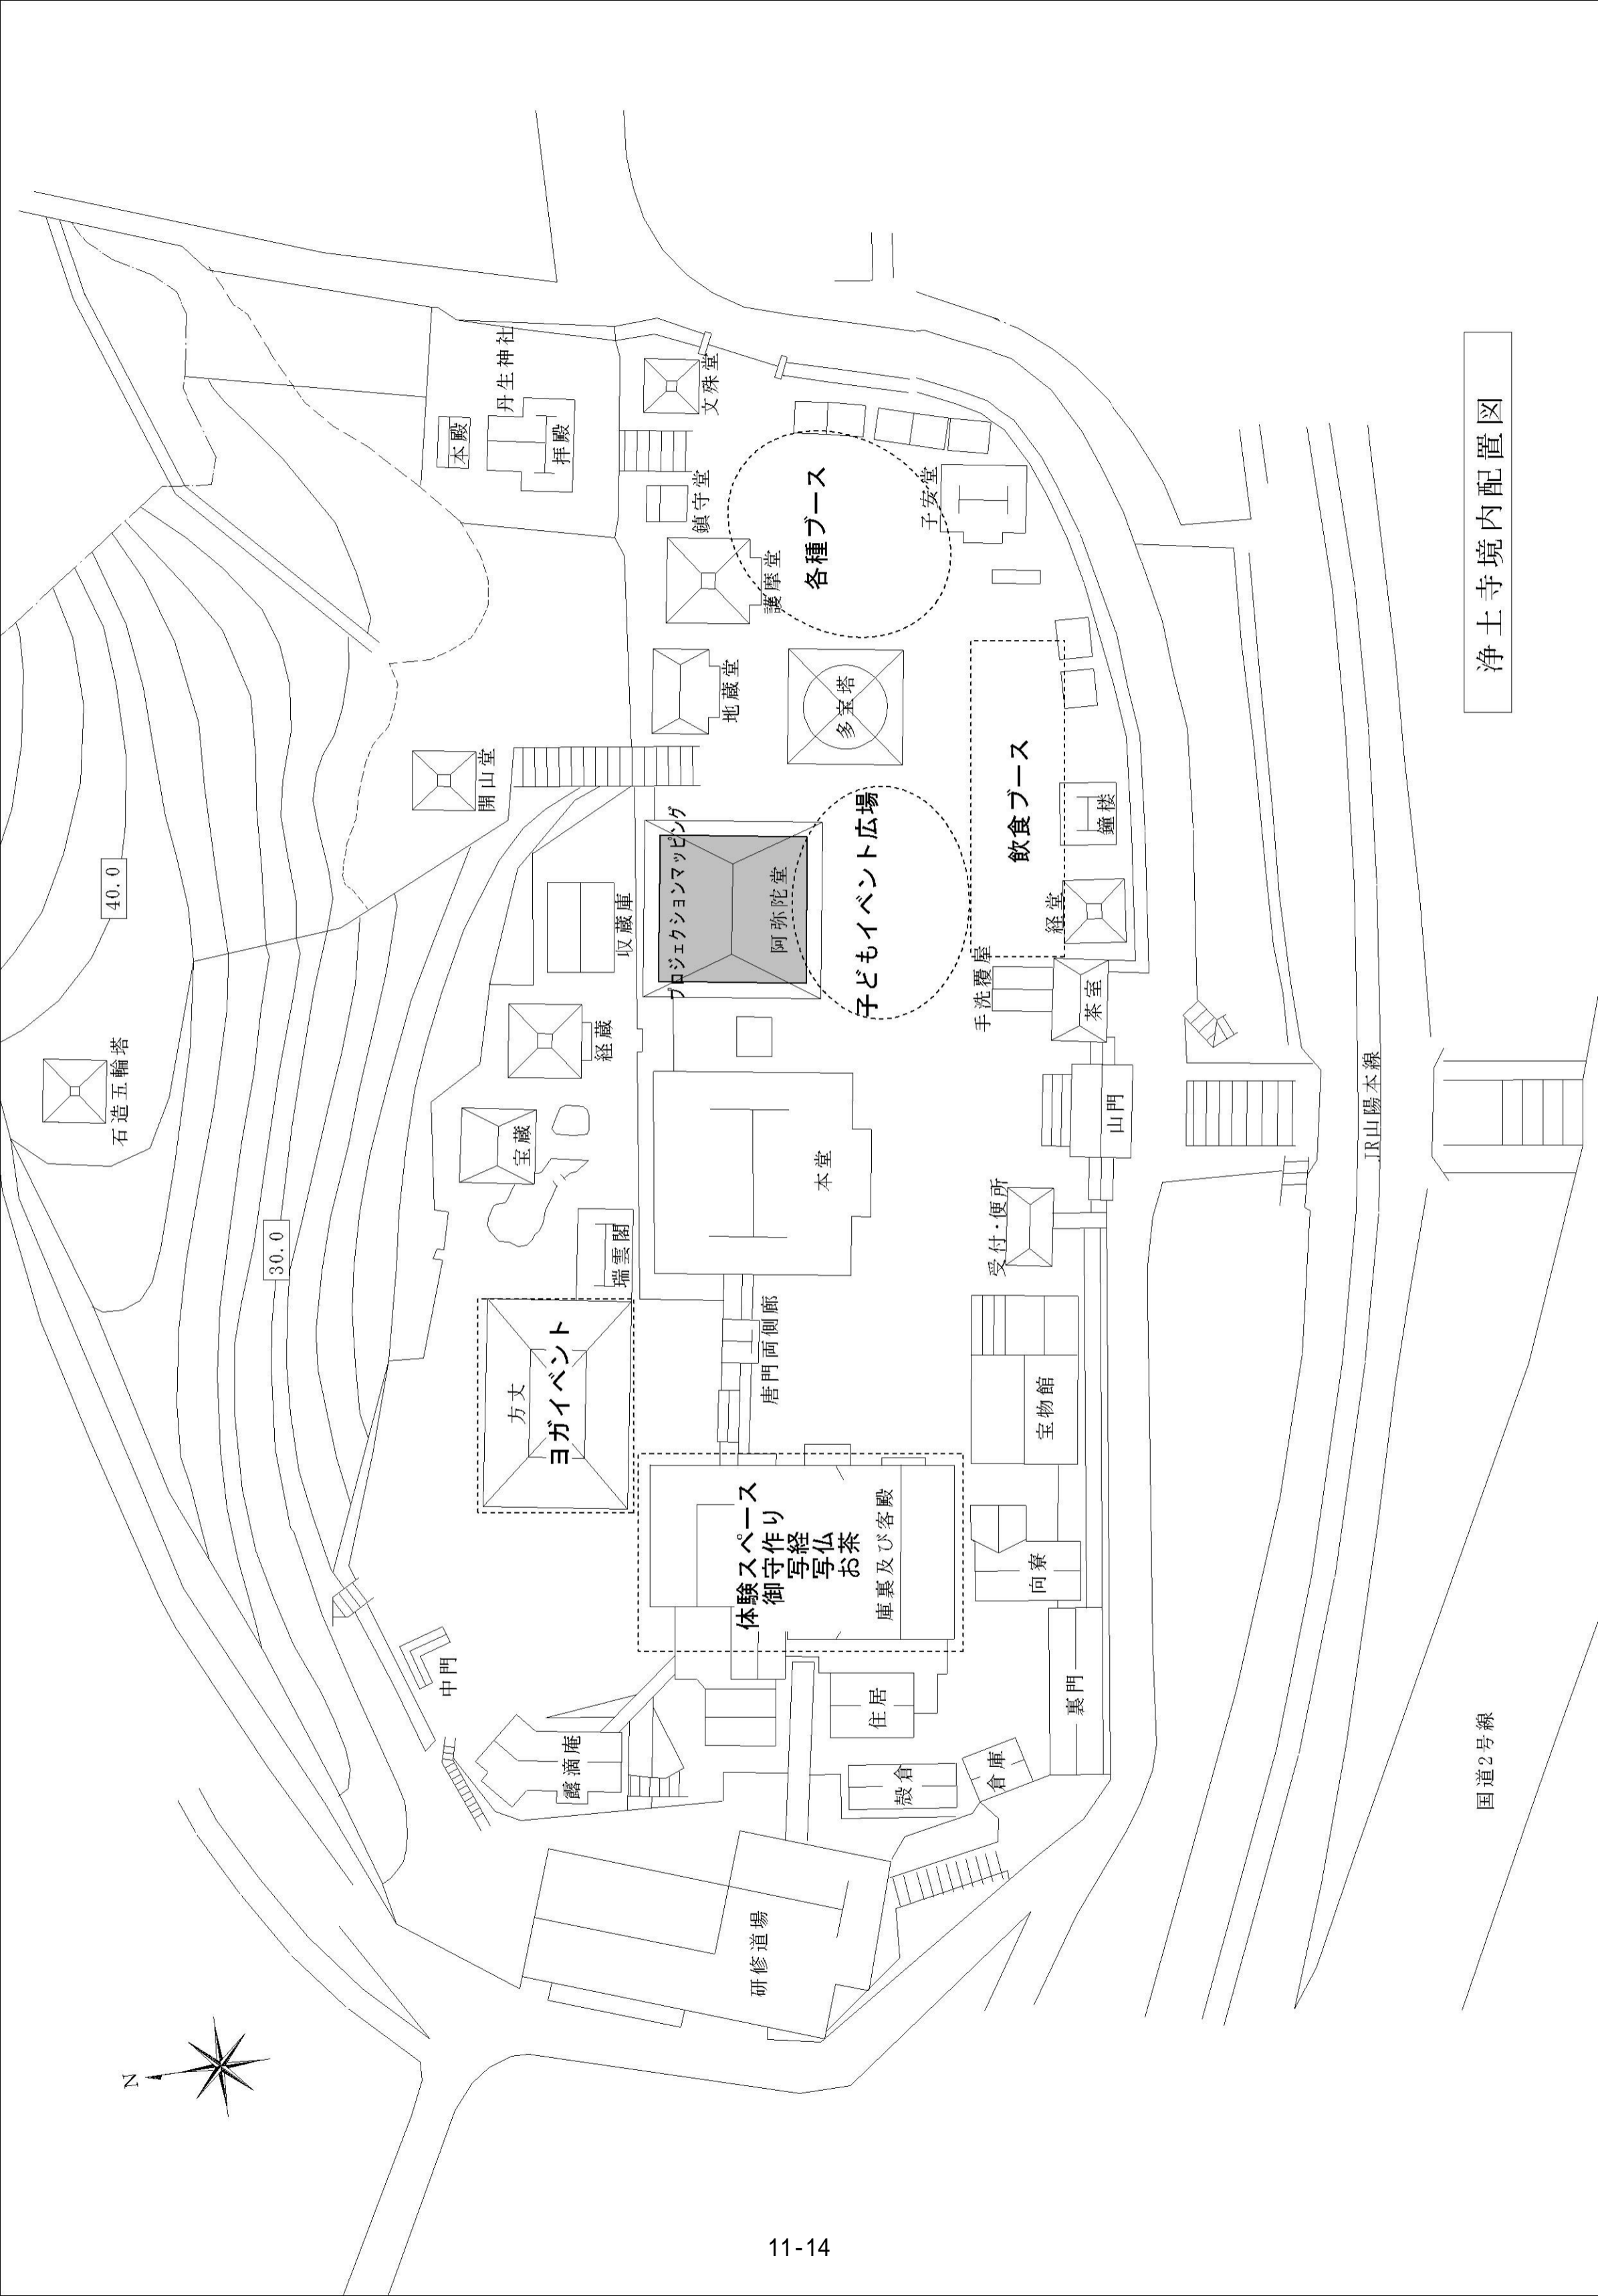 浄土寺境内配置図
丹生神社
本殿
拝殿
文殊堂
鎮守堂
護摩堂
各種ブース
子安堂
地蔵堂
多宝塔
開山堂
飲食ブース
鐘楼
経堂
プロジェクションマッピング
阿弥陀堂
子どもイベント広場
収蔵庫
手洗覆屋
茶室
経蔵
40.0
石造五輪塔
宝蔵
本堂
山門
JR山陽本線
30.0
瑞雲閣
受付・便所
方丈
ヨガイベント
唐門両側廊
宝物館
体験スペース
御守作り
写経
写仏
お茶
庫裏及び客殿
向寮
中門
露滴庵
住居
裏門
穀倉
倉庫
国道2号線
研修道場
N
11-14